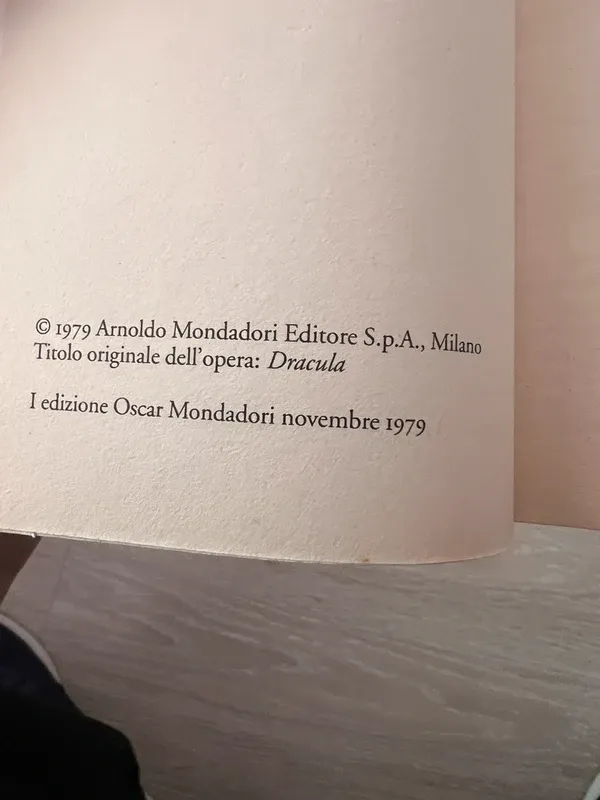 © 1979 Arnoldo Mondadori Editore S.p.A., Milano
Titolo originale dell'opera: Dracula
I edizione Oscar Mondadori novembre 1979